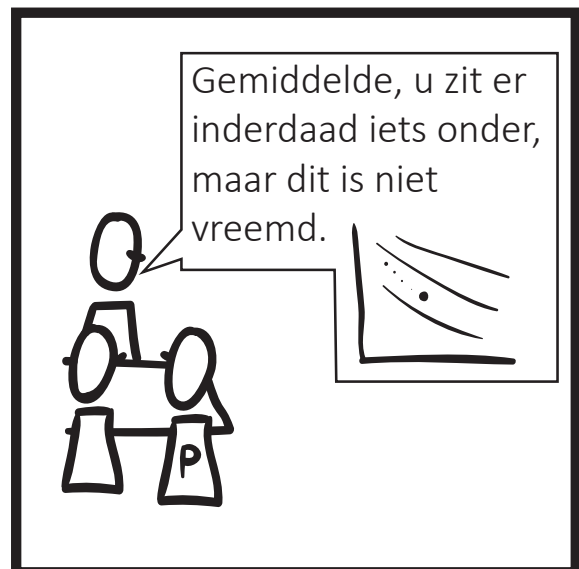 Gemiddelde, u zit er
inderdaad iets onder,
maar dit is niet
vreemd.
P